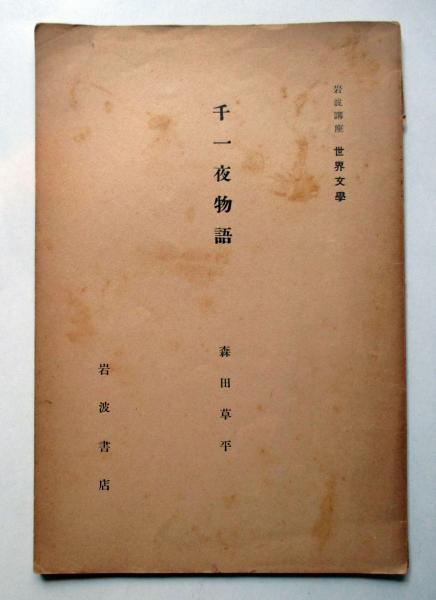 岩波講座 世界文學
千一夜物語
森田草平
岩波書店